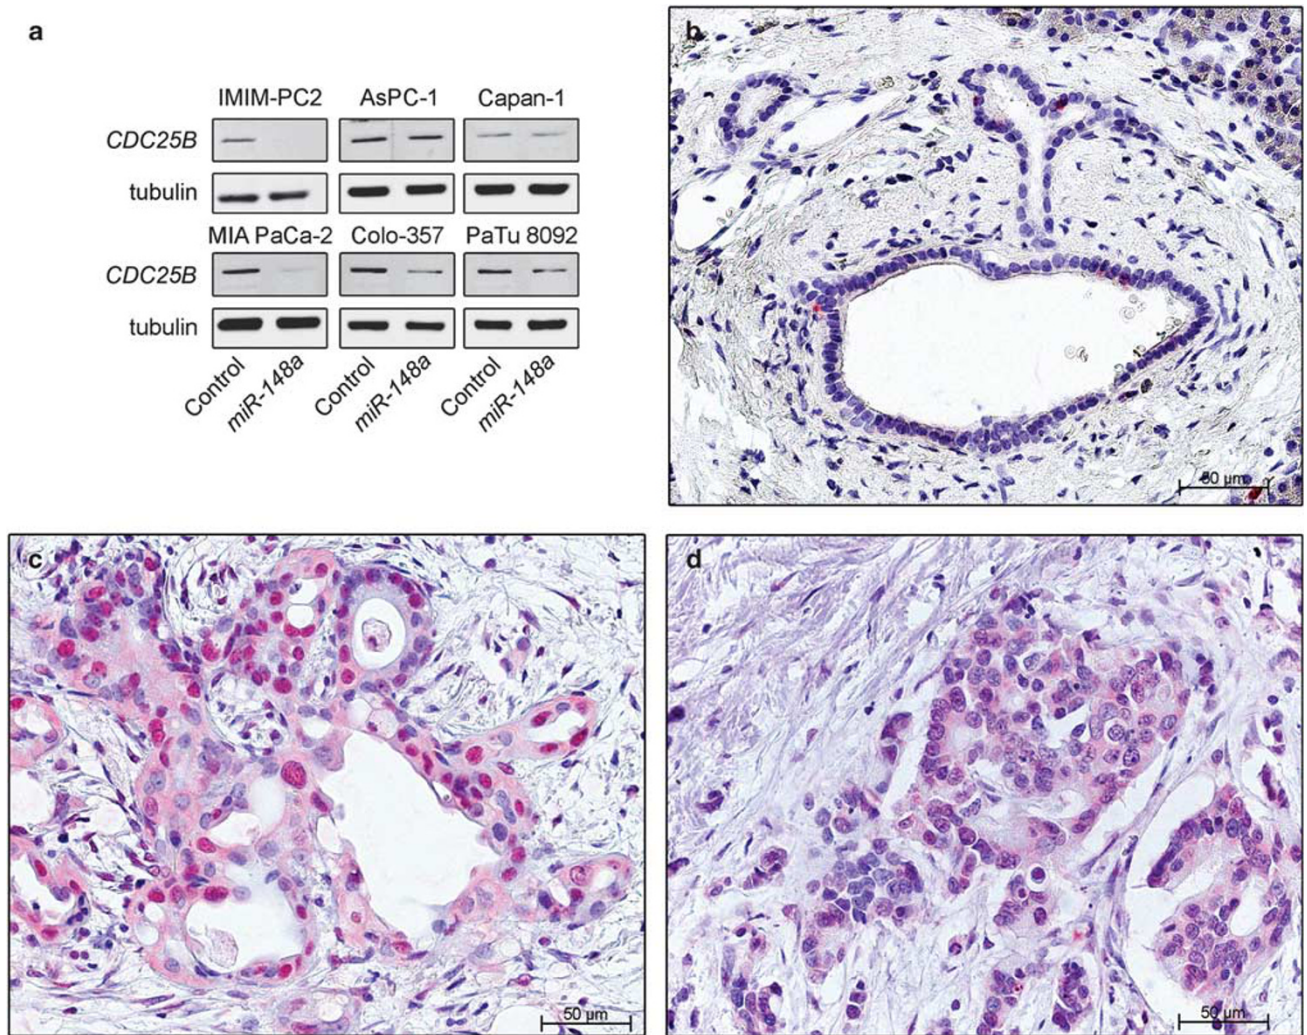 a
IMIM-PC2 AsPC-1 Capan-1
CDC25B
tubulin
MIA PaCa-2 Colo-357 PaTu 8092
CDC25B
tubulin
Control miR-148a Control miR-148a Control miR-148a
b
50 µm
c
50 µm
d
50 µm